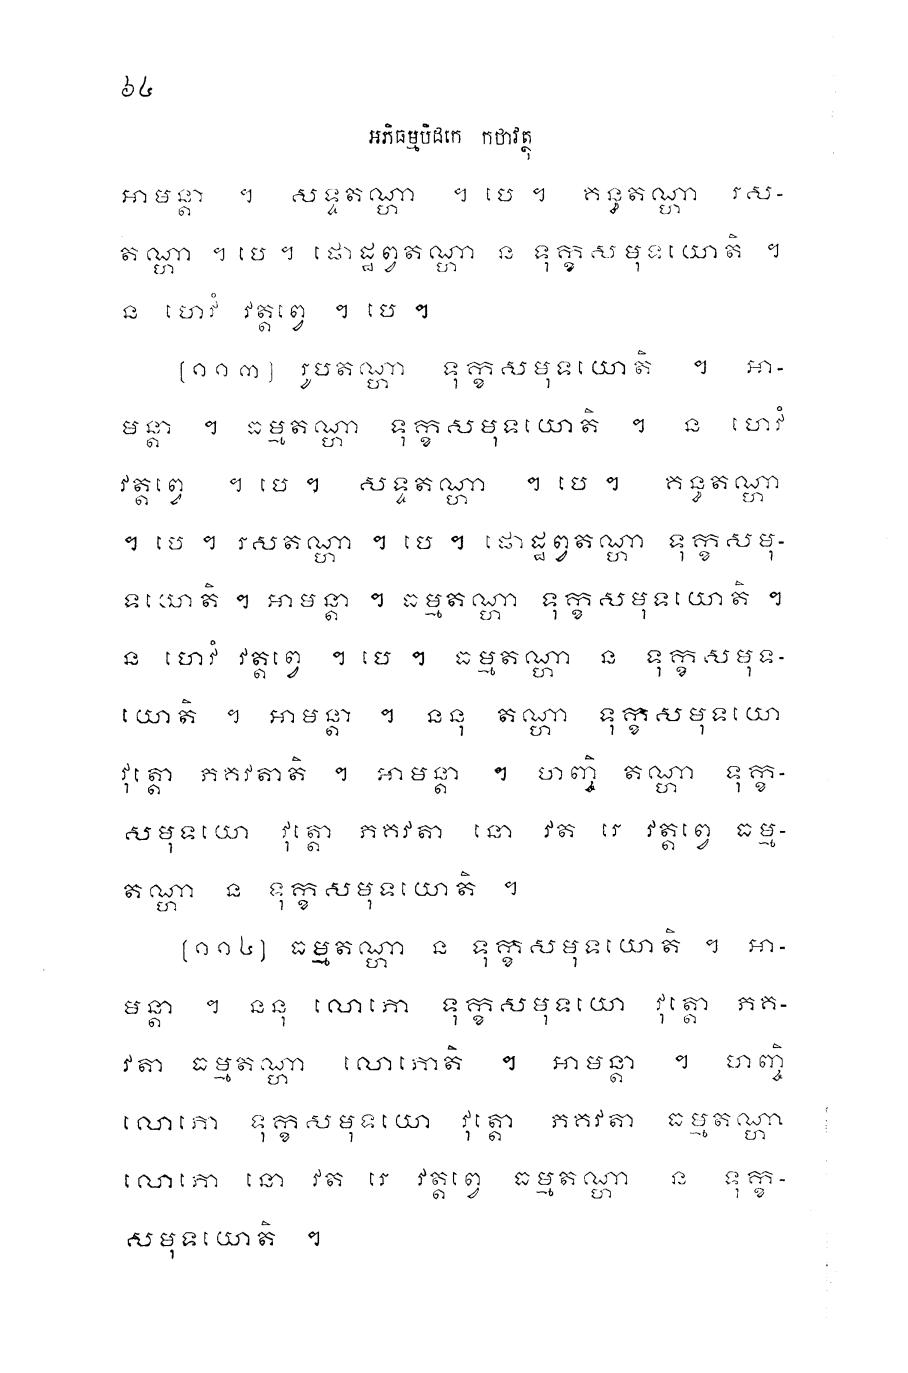 ៦៤
អភិធម្មបិដកេ កថាវត្ថុ
អាមន្តា ។ សទ្ទតណ្ហា ។ បេ ។ គន្ធតណ្ហា រស-
តណ្ហា ។ បេ ។ ផោដ្ឋព្វតណ្ហា ន ទុក្ខសមុទយោតិ ។
ន ហេវំ វត្តព្វេ ។ បេ ។
[១១៣] រូបតណ្ហា ទុក្ខសមុទយោតិ ។ អា-
មន្តា ។ ធម្មតណ្ហា ទុក្ខសមុទយោតិ ។ ន ហេវំ
វត្តព្វេ ។ បេ ។ សទ្ទតណ្ហា ។ បេ ។ គន្ធតណ្ហា
។ បេ ។ រសតណ្ហា ។ បេ ។ ផោដ្ឋព្វតណ្ហា ទុក្ខសមុ-
ទយោតិ ។ អាមន្តា ។ ធម្មតណ្ហា ទុក្ខសមុទយោតិ ។
ន ហេវំ វត្តព្វេ ។ បេ ។ ធម្មតណ្ហា ន ទុក្ខសមុទ-
យោតិ ។ អាមន្តា ។ ននុ តណ្ហា ទុក្ខសមុទយោ
វុត្តោ ភគវតាតិ ។ អាមន្តា ។ ហញ្ចិ តណ្ហា ទុក្ខ-
សមុទយោ វុត្តោ ភគវតា នោ វត រេ វត្តព្វេ ធម្ម-
តណ្ហា ន ទុក្ខសមុទយោតិ ។
[១១៤] ធម្មតណ្ហា ន ទុក្ខសមុទយោតិ ។ អា-
មន្តា ។ ននុ លោភោ ទុក្ខសមុទយោ វុត្តោ ភគ-
វតា ធម្មតណ្ហា លោភោតិ ។ អាមន្តា ។ ហញ្ចិ
លោភោ ទុក្ខសមុទយោ វុត្តោ ភគវតា ធម្មតណ្ហា
លោភោ នោ វត រេ វត្តព្វេ ធម្មតណ្ហា ន ទុក្ខ-
សមុទយោតិ ។